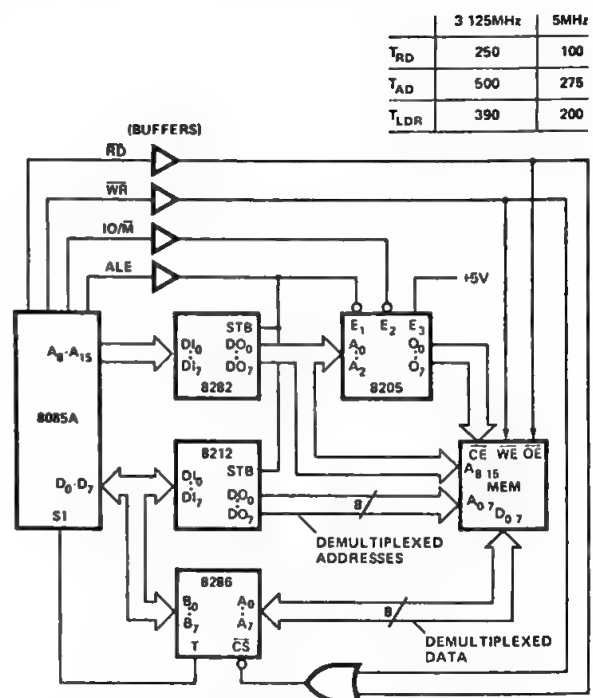 3 125MHz 5MHz
TRD 250 100
TAD 500 275
TLDR 390 200
(BUFFERS)
RD
WR
IO/M
ALE
+5V
STB
E1 E2 E3
A8-A15
DI0 DO0
DI7 DO7
A0 O0
A2 O7
8282
8205
8085A
8212
STB
CE WE OE
A8 15
MEM
D0-D7
DI0 DO0
DI7 DO7
8
A0 7 D0 7
S1
DEMULTIPLEXED
ADDRESSES
8286
B0 A0
B7 A7
8
T CS
DEMULTIPLEXED
DATA